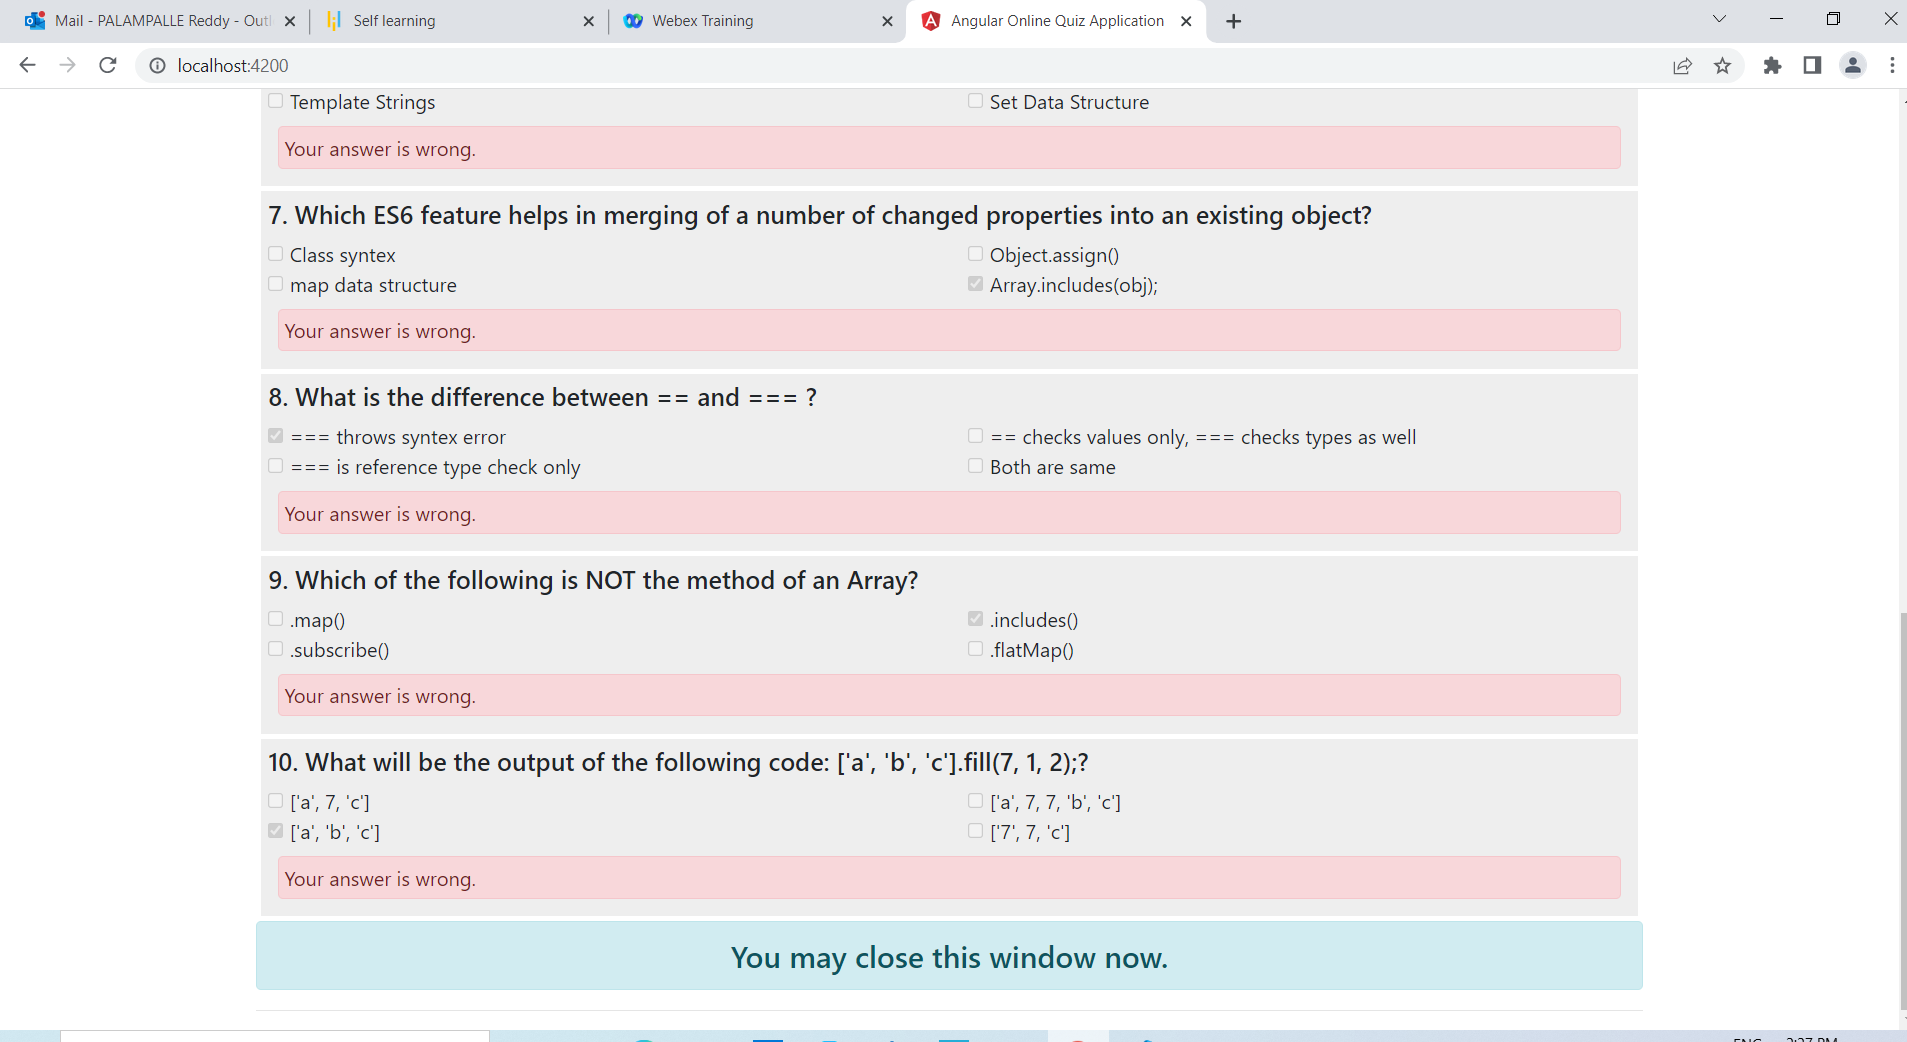 Mail - PALAMPALLE Reddy - Outl
Self learning
Webex Training
Angular Online Quiz Application
localhost:4200
Template Strings
Set Data Structure
Your answer is wrong.
7. Which ES6 feature helps in merging of a number of changed properties into an existing object?
Class syntex
Object.assign()
map data structure
Array.includes(obj);
Your answer is wrong.
8. What is the difference between == and === ?
=== throws syntex error
== checks values only, === checks types as well
=== is reference type check only
Both are same
Your answer is wrong.
9. Which of the following is NOT the method of an Array?
.map()
.includes()
.subscribe()
.flatMap()
Your answer is wrong.
10. What will be the output of the following code: ['a', 'b', 'c'].fill(7, 1, 2);?
['a', 7, 'c']
['a', 7, 7, 'b', 'c']
['a', 'b', 'c']
['7', 7, 'c']
Your answer is wrong.
You may close this window now.